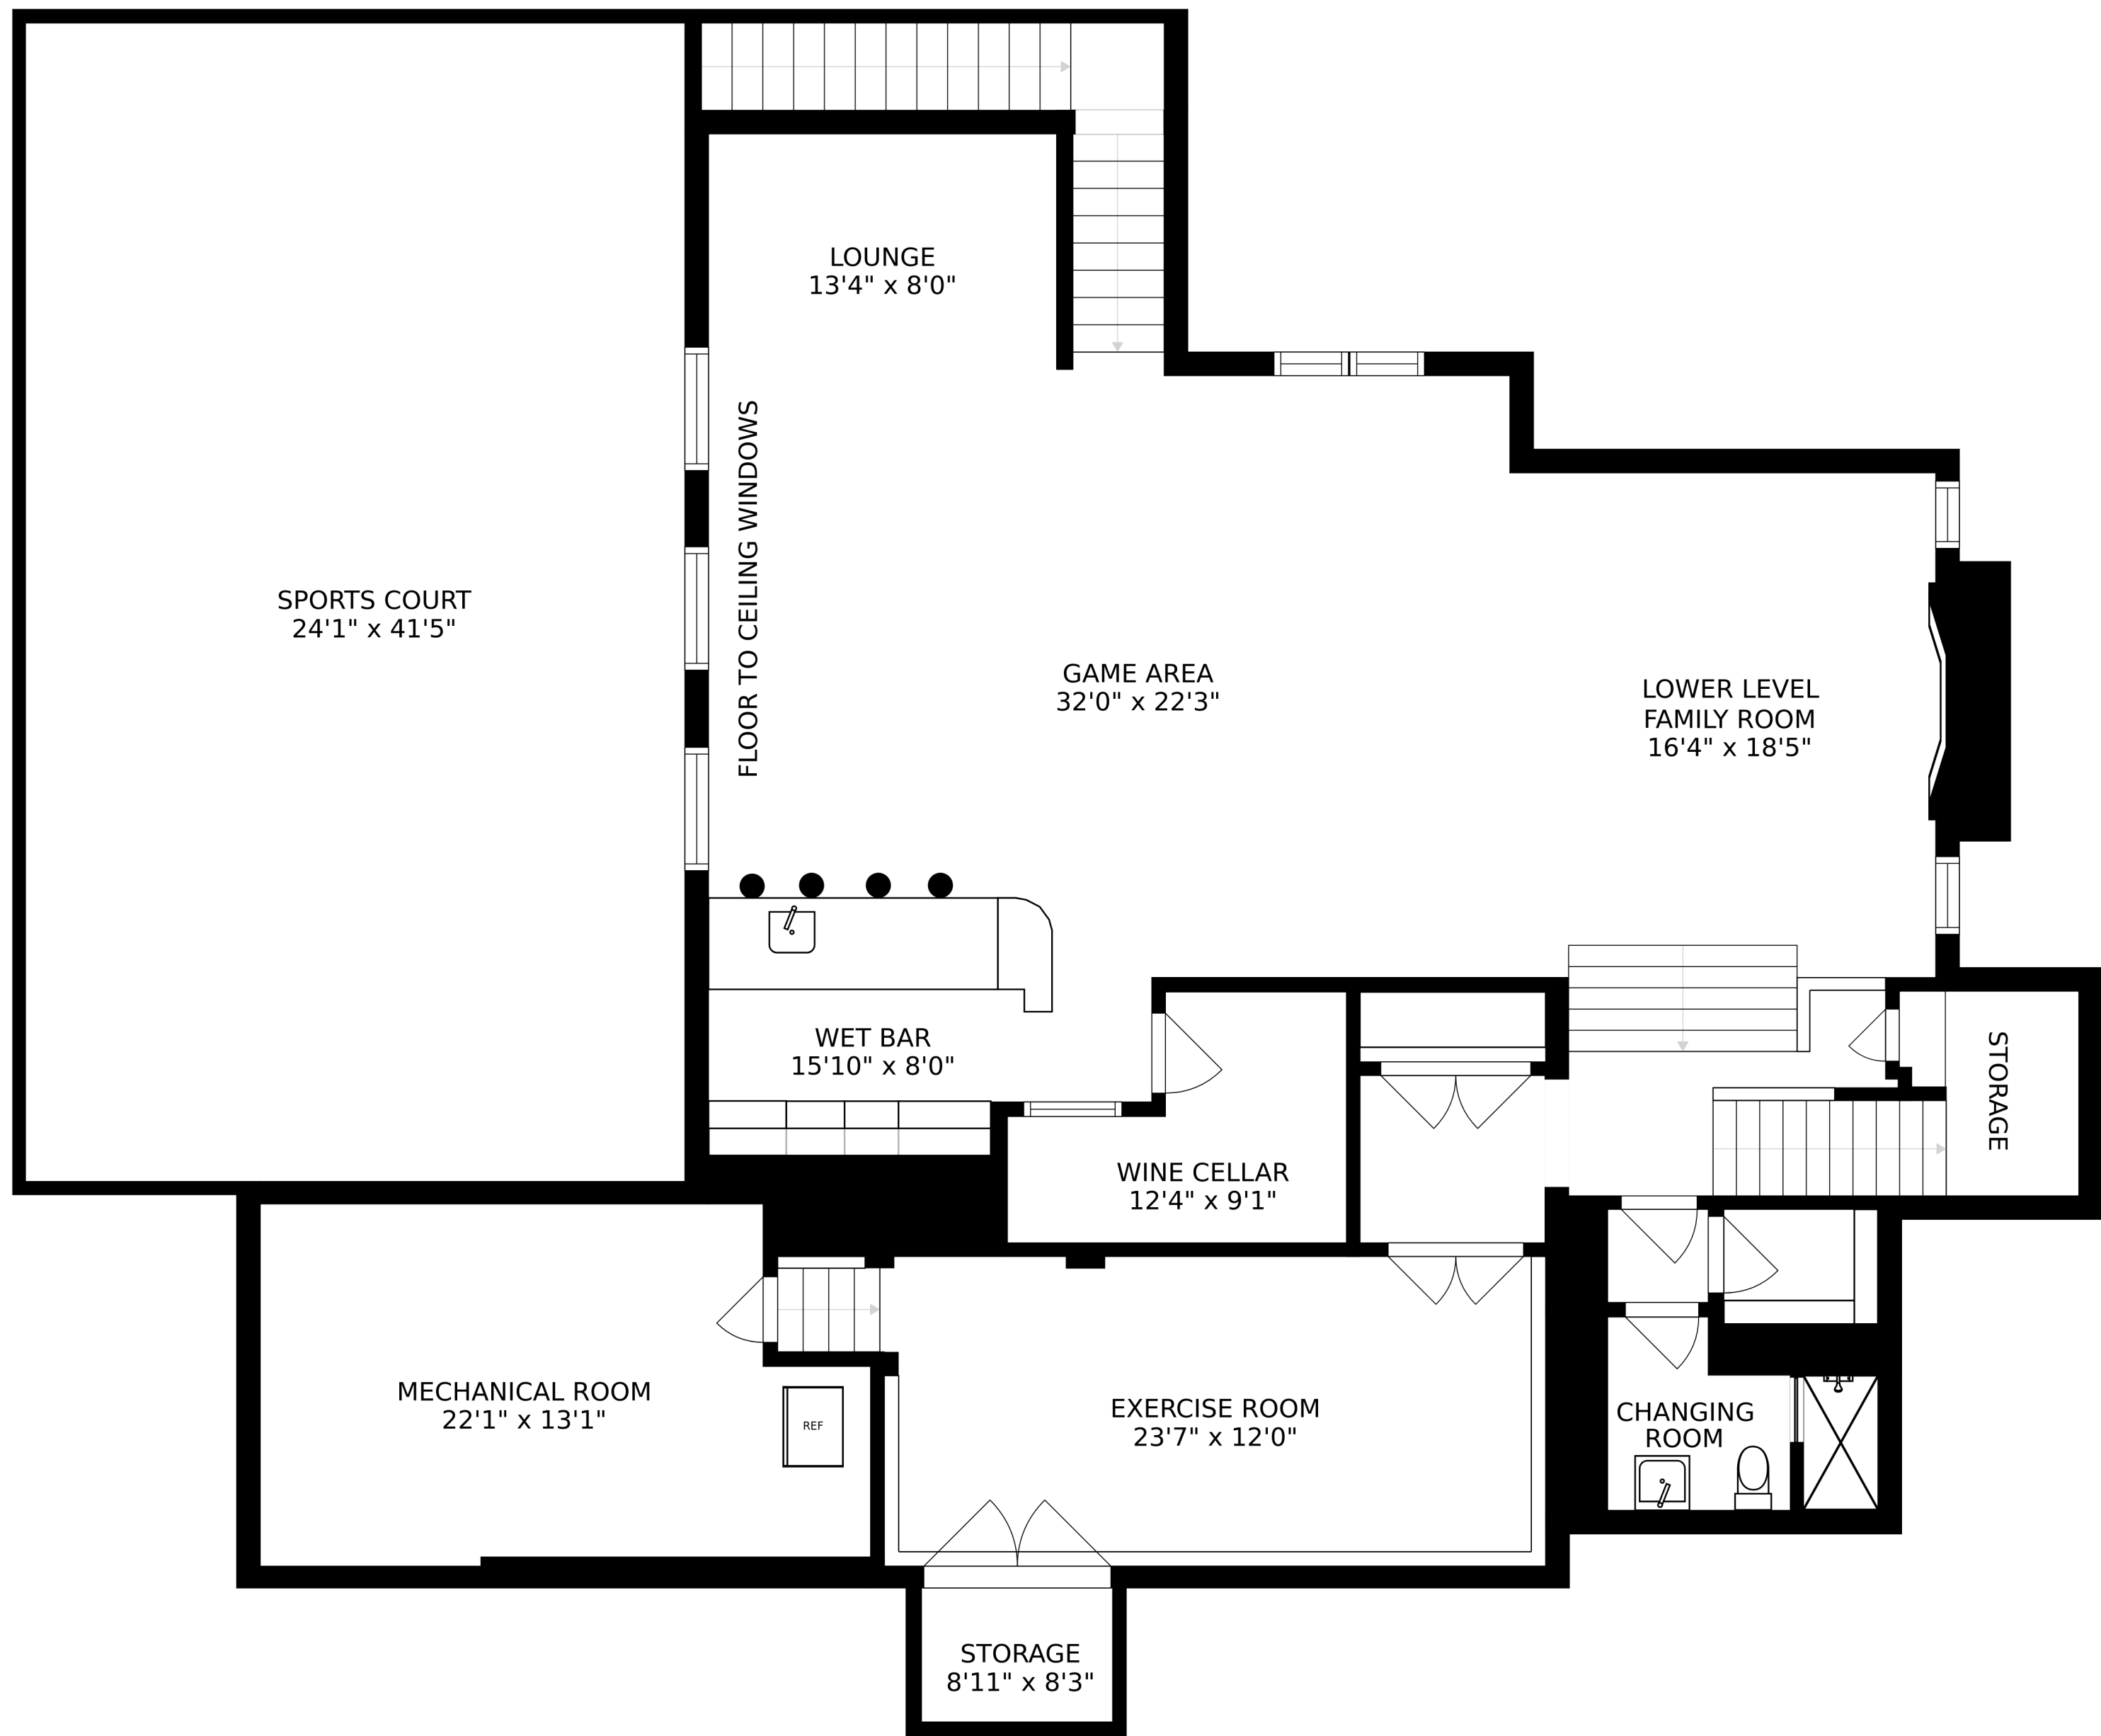 LOUNGE
13'4" x 8'0"
FLOOR TO CEILING WINDOWS
SPORTS COURT
24'1" x 41'5"
GAME AREA
32'0" x 22'3"
LOWER LEVEL
FAMILY ROOM
16'4" x 18'5"
WET BAR
15'10" x 8'0"
STORAGE
WINE CELLAR
12'4" x 9'1"
MECHANICAL ROOM
22'1" x 13'1"
REF
EXERCISE ROOM
23'7" x 12'0"
CHANGING
ROOM
STORAGE
8'11" x 8'3"